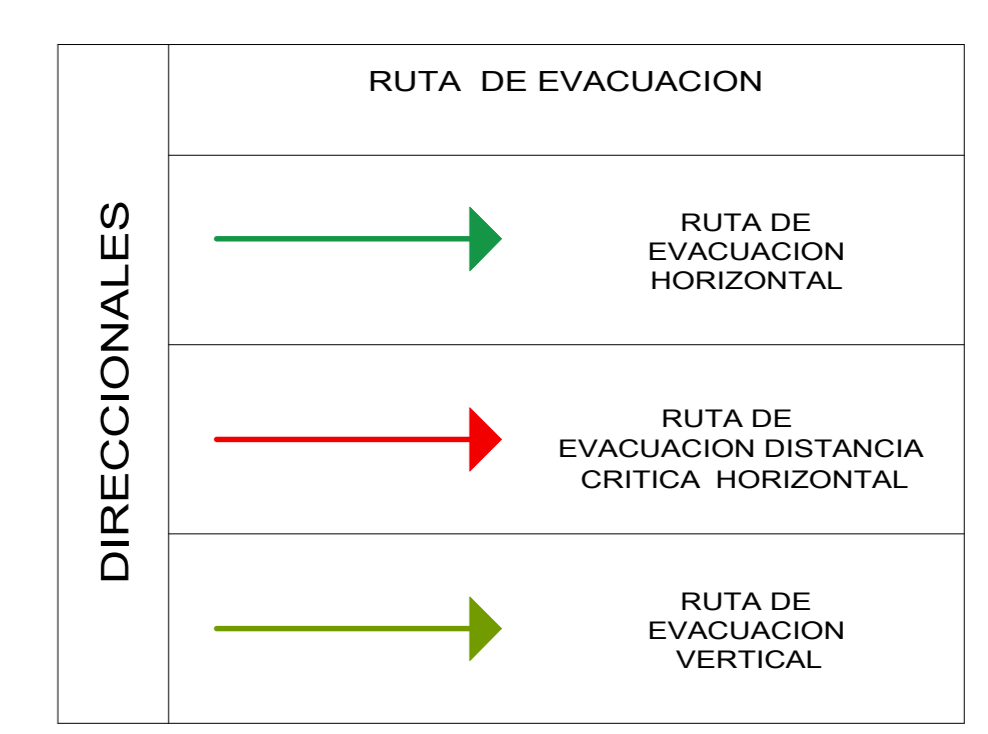 DIRECCIONALES
RUTA DE EVACUACION
RUTA DE
EVACUACION
HORIZONTAL
RUTA DE
EVACUACION DISTANCIA
CRITICA HORIZONTAL
RUTA DE
EVACUACION
VERTICAL